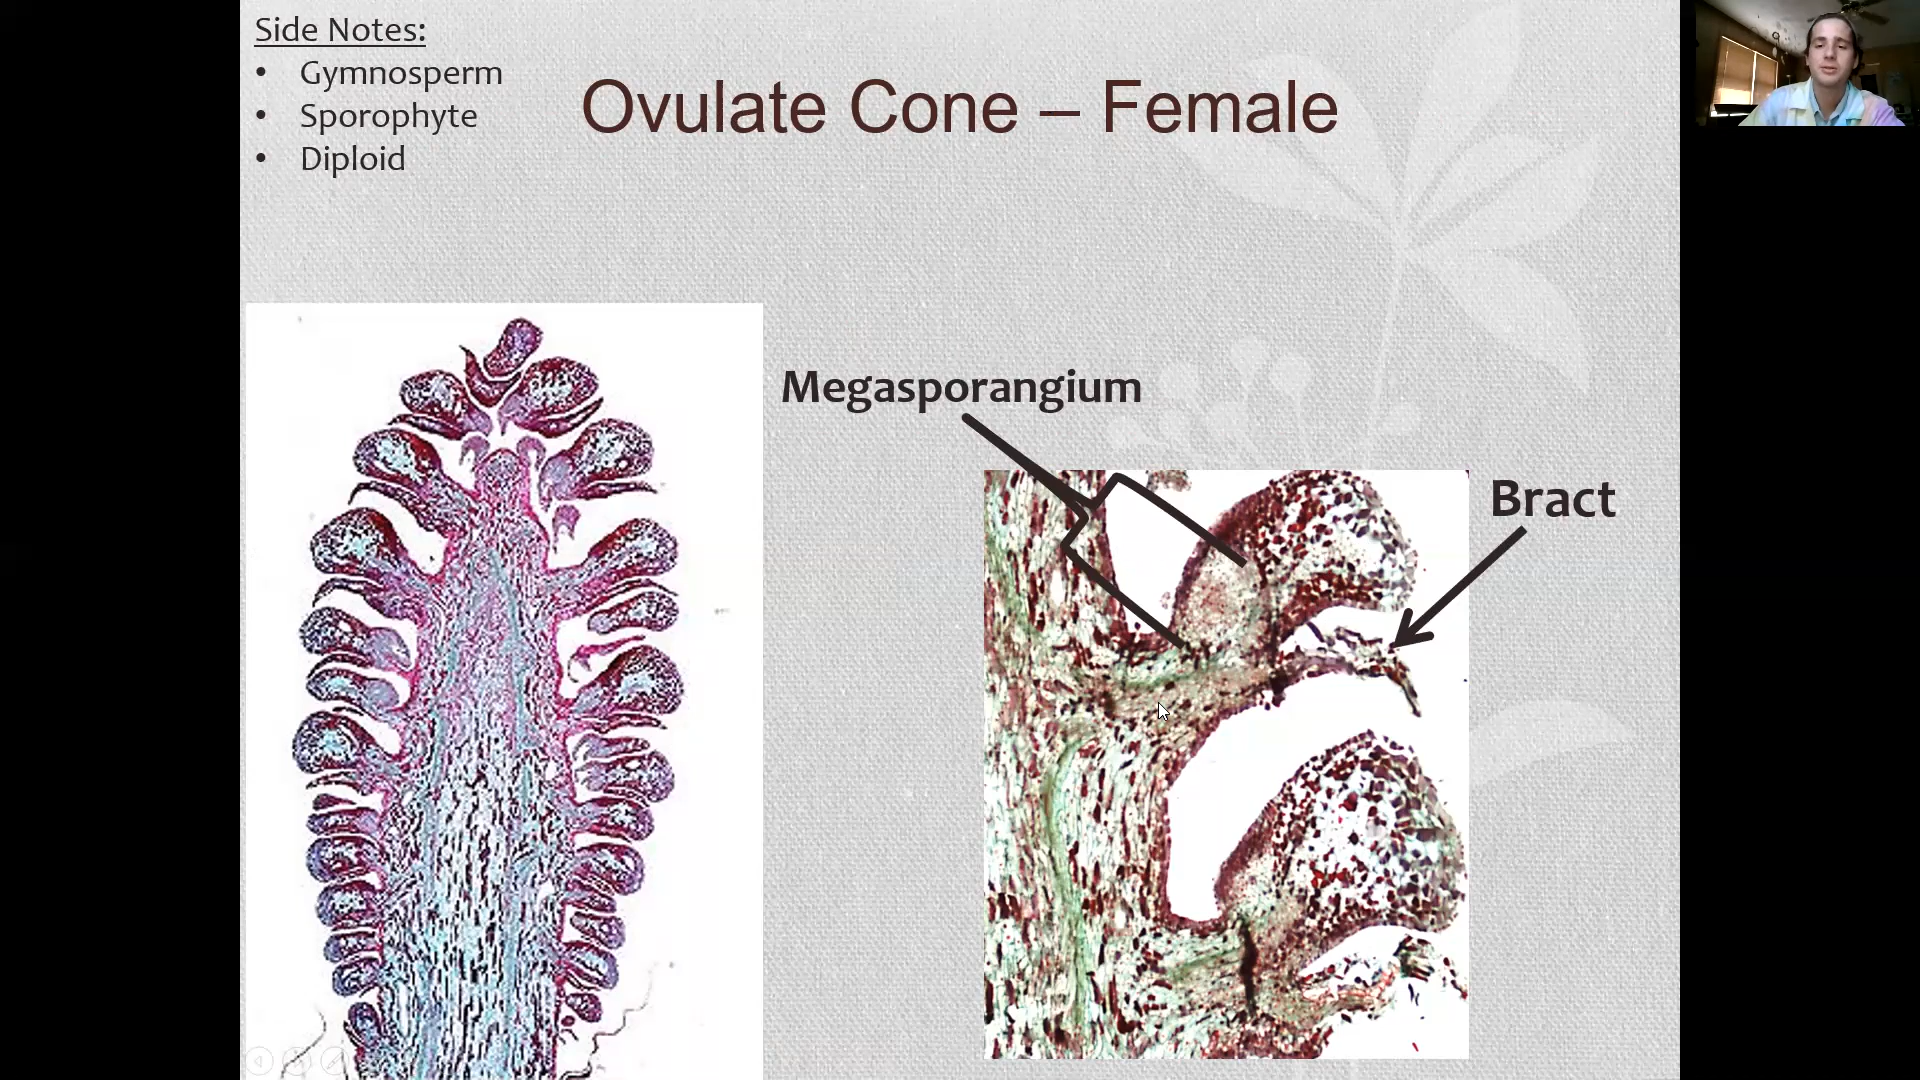 Side Notes:
• Gymnosperm
• Sporophyte
• Diploid
Ovulate Cone – Female
Megasporangium
Bract